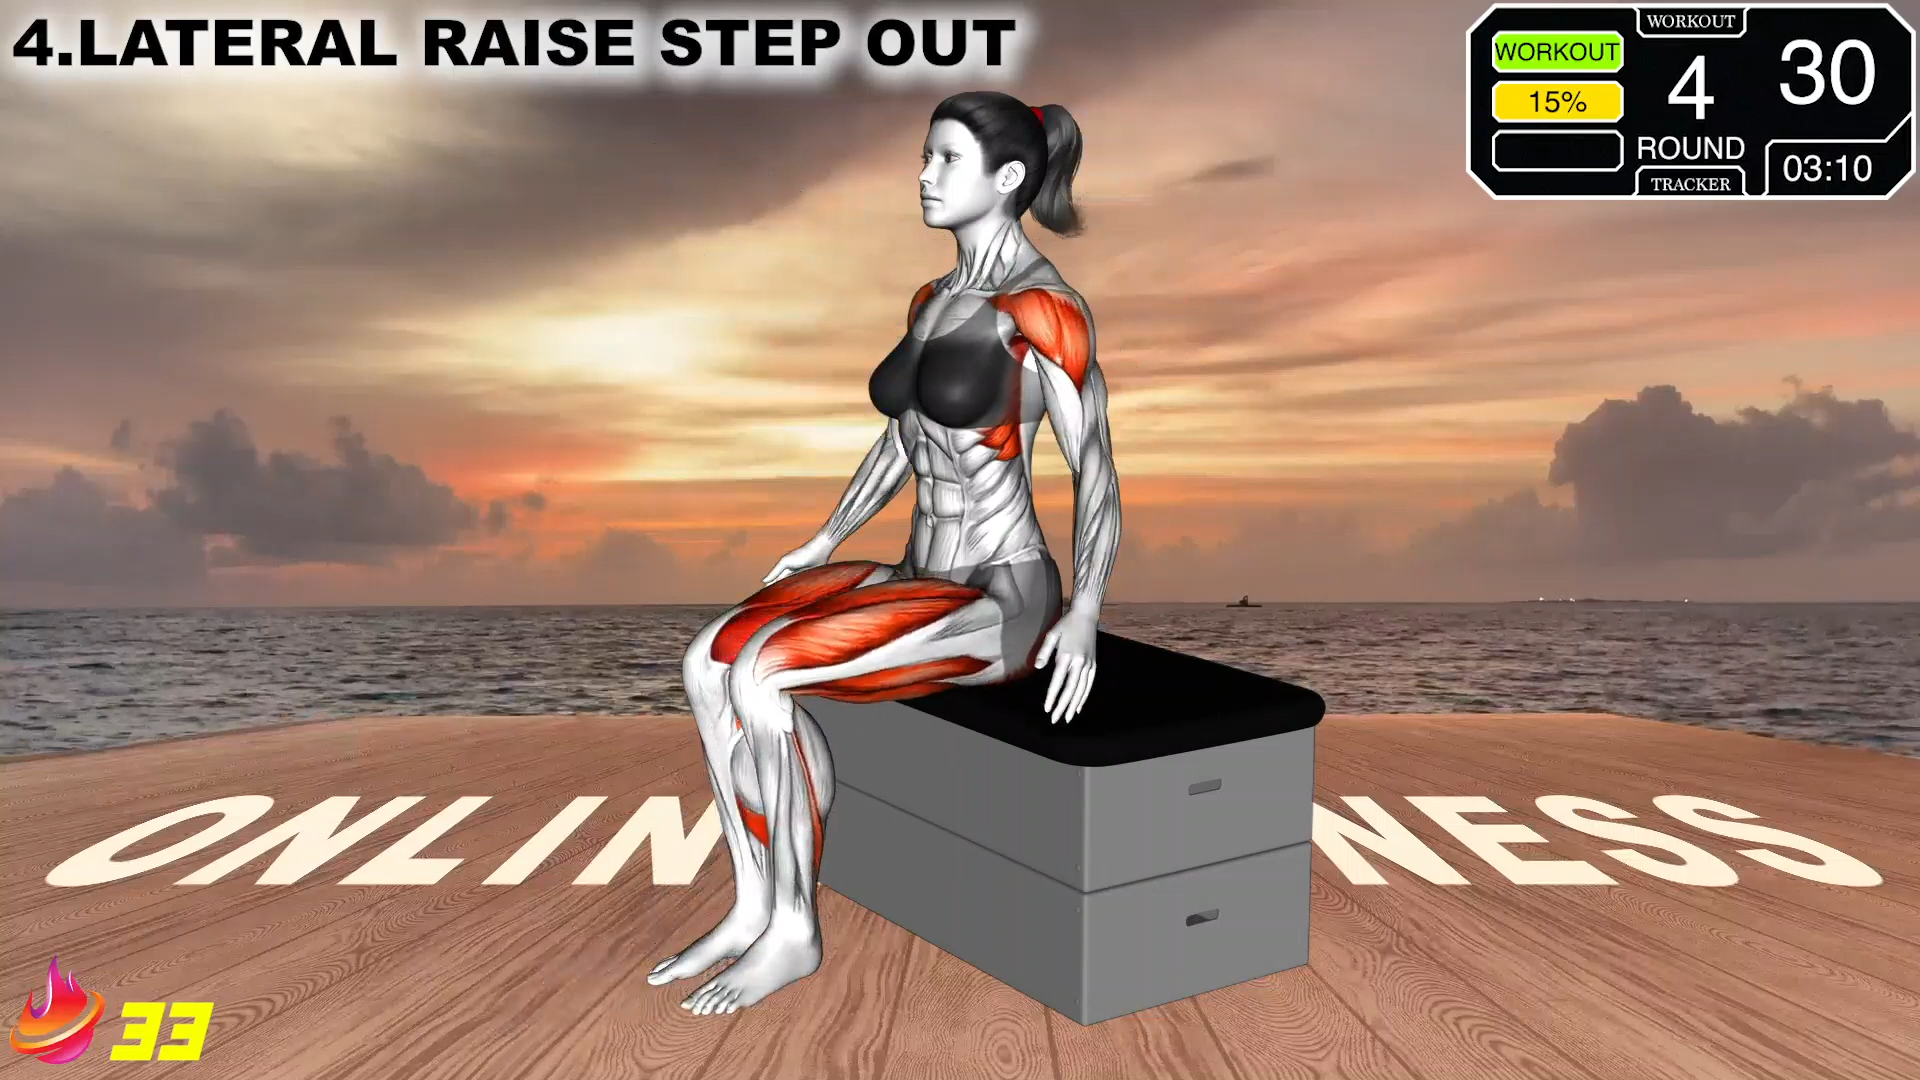 4.LATERAL RAISE STEP OUT
WORKOUT
WORKOUT
15%
4
30
ROUND
03:10
TRACKER
ONLIN NESS
33